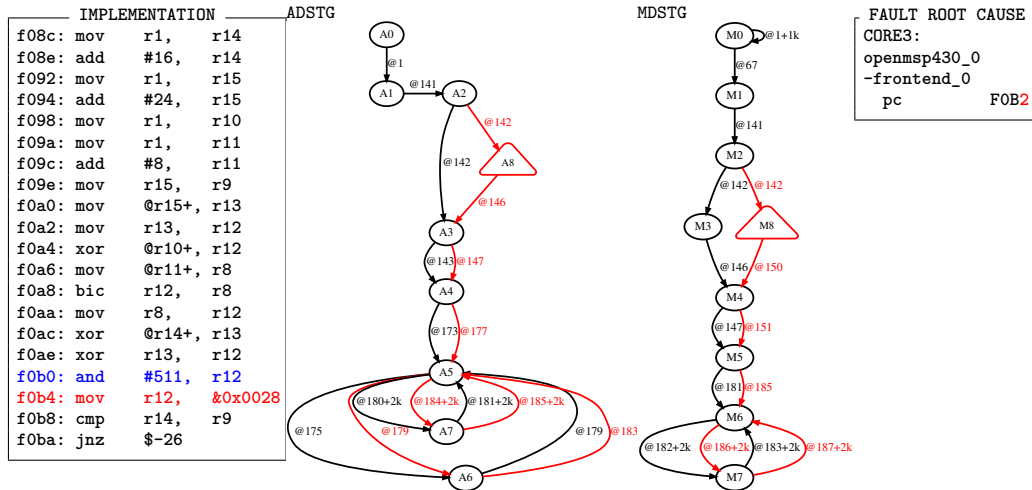 IMPLEMENTATION
f08c: mov r1, r14
f08e: add #16, r14
f092: mov r1, r15
f094: add #24, r15
f098: mov r1, r10
f09a: mov r1, r11
f09c: add #8, r11
f09e: mov r15, r9
f0a0: mov @r15+, r13
f0a2: mov r13, r12
f0a4: xor @r10+, r12
f0a6: mov @r11+, r8
f0a8: bic r12, r8
f0aa: mov r8, r12
f0ac: xor @r14+, r13
f0ae: xor r13, r12
f0b0: and #511, r12
f0b4: mov r12, &0x0028
f0b8: cmp r14, r9
f0ba: jnz $-26
ADSTG
A0
@1
A1
@141
A2
@142
@142
A8
@146
A3
@143
@147
A4
@173
@177
A5
@175
@179
@180+2k
@184+2k
@181+2k
@185+2k
@179
@183
A7
A6
MDSTG
M0
@1+1k
@67
M1
@141
M2
@142
@142
M3
M8
@146
@150
M4
@147
@151
M5
@181
@185
M6
@182+2k
@186+2k
@183+2k
@187+2k
M7
FAULT ROOT CAUSE
CORE3:
openmsp430_0
-frontend_0
pc F0B2